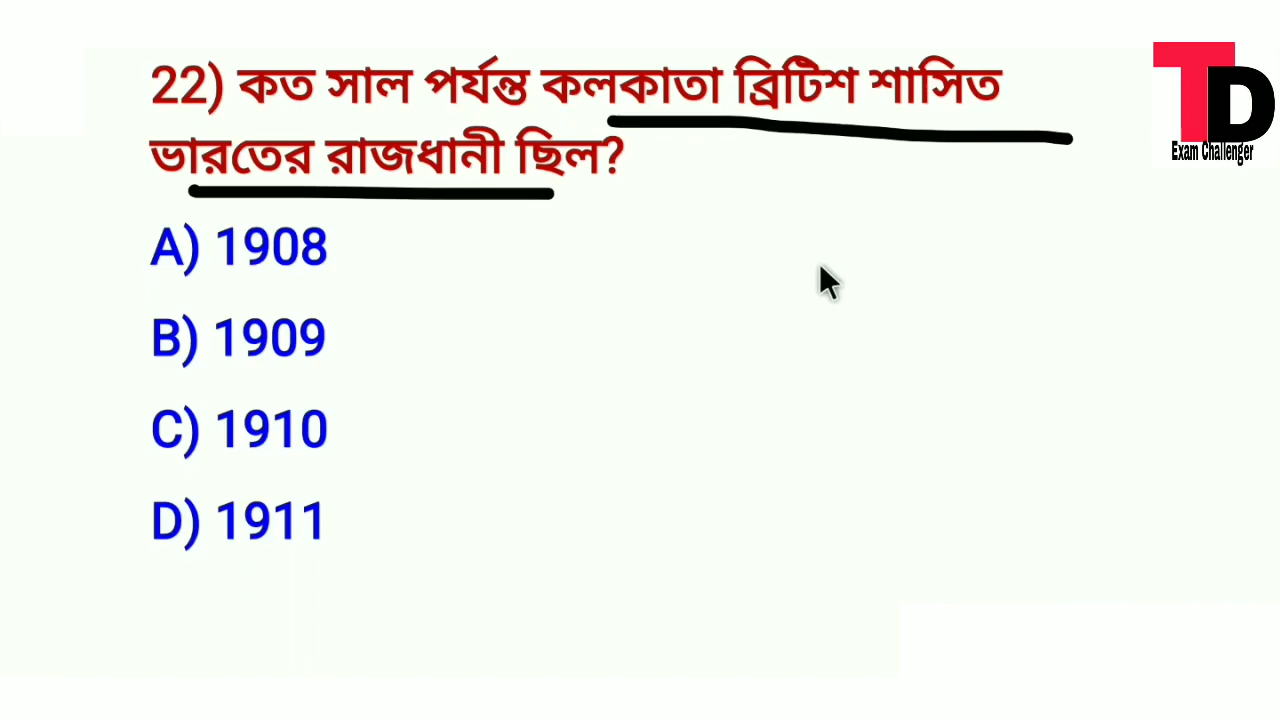 22) কত সাল পর্যন্ত কলকাতা ব্রিটিশ শাসিত
ভারতের রাজধানী ছিল?
A) 1908
B) 1909
C) 1910
D) 1911
TD
Exam Challenger